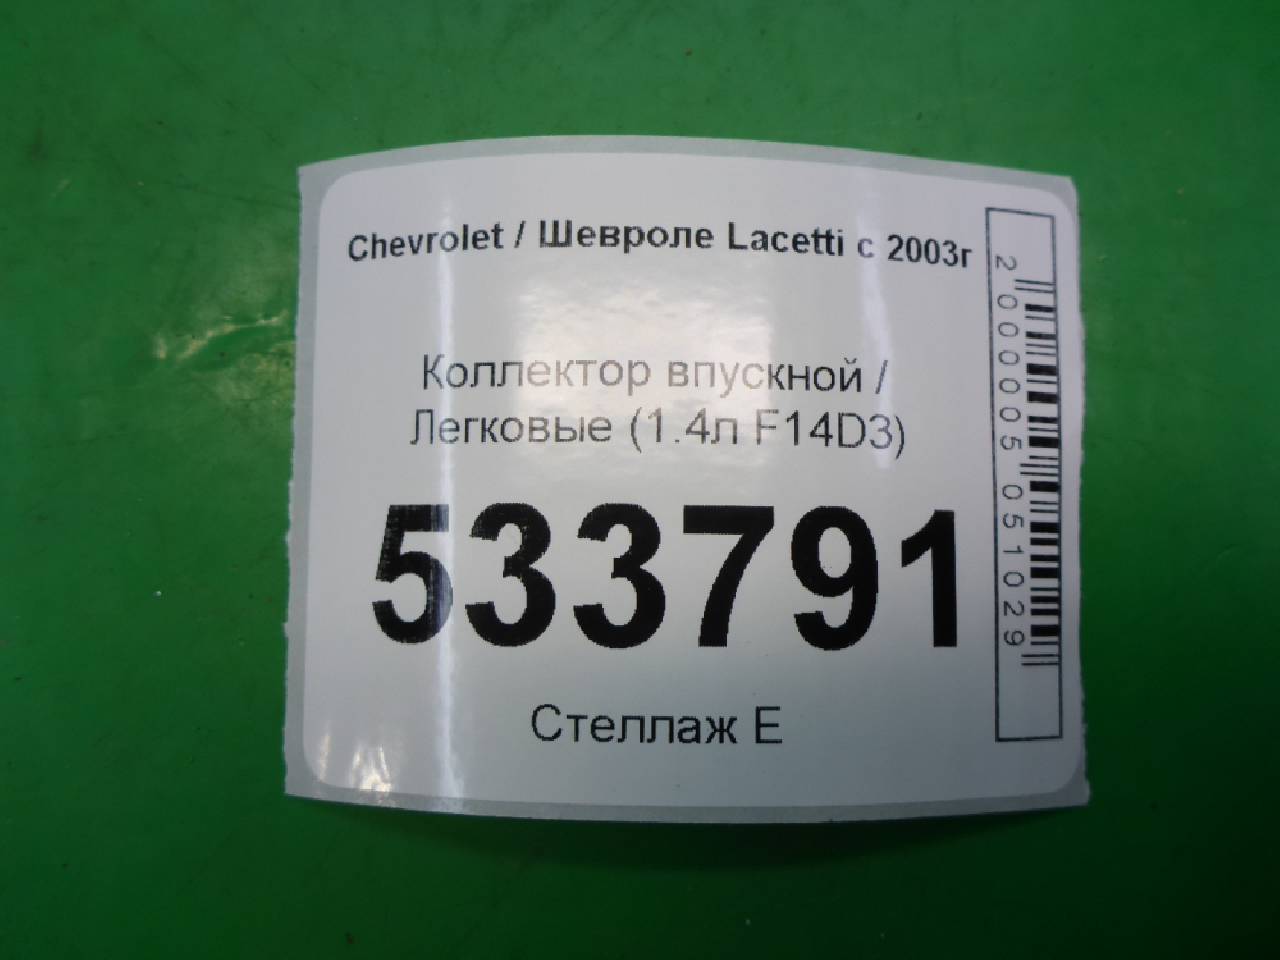 Chevrolet / Шевроле Lacetti с 2003г
Коллектор впускной /
Легковые (1.4л F14D3)
533791
Стеллаж Е
2000005051029